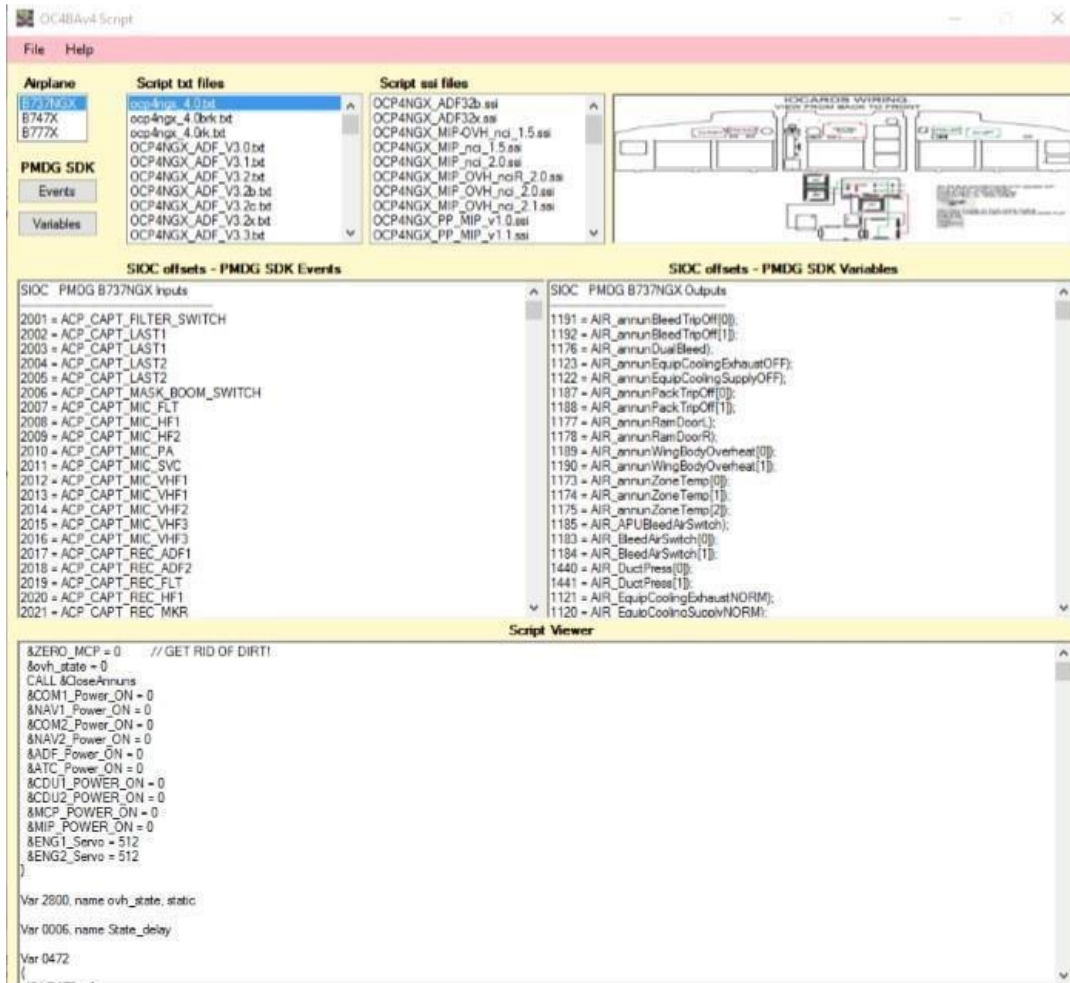 OC4BAv4 Script
File Help
Airplane
B737NGX
B747X
B777X
PMDG SDK
Events
Variables
Script txt files
ocp4ngx_4.0.txt
ocp4ngx_4.0brk.txt
ocp4ngx_4.0rk.txt
OCP4NGX_ADF_V3.0.txt
OCP4NGX_ADF_V3.1.txt
OCP4NGX_ADF_V3.2.txt
OCP4NGX_ADF_V3.2b.txt
OCP4NGX_ADF_V3.2c.txt
OCP4NGX_ADF_V3.2x.txt
OCP4NGX_ADF_V3.3.txt
Script ssi files
OCP4NGX_ADF32b.ssi
OCP4NGX_ADF32x.ssi
OCP4NGX_MIP-OVH_nci_1.5.ssi
OCP4NGX_MIP_nci_1.5.ssi
OCP4NGX_MIP_nci_2.0.ssi
OCP4NGX_MIP_OVH_nciR_2.0.ssi
OCP4NGX_MIP_OVH_nci_2.0.ssi
OCP4NGX_MIP_OVH_nci_2.1.ssi
OCP4NGX_PP_MIP_v1.0.ssi
OCP4NGX_PP_MIP_v1.1.ssi
IOCARDS WIRING
VIEW FROM BACK TO FRONT
SIOC offsets - PMDG SDK Events
SIOC PMDG B737NGX Inputs
2001 = ACP_CAPT_FILTER_SWITCH
2002 = ACP_CAPT_LAST1
2003 = ACP_CAPT_LAST1
2004 = ACP_CAPT_LAST2
2005 = ACP_CAPT_LAST2
2006 = ACP_CAPT_MASK_BOOM_SWITCH
2007 = ACP_CAPT_MIC_FLT
2008 = ACP_CAPT_MIC_HF1
2009 = ACP_CAPT_MIC_HF2
2010 = ACP_CAPT_MIC_PA
2011 = ACP_CAPT_MIC_SVC
2012 = ACP_CAPT_MIC_VHF1
2013 = ACP_CAPT_MIC_VHF1
2014 = ACP_CAPT_MIC_VHF2
2015 = ACP_CAPT_MIC_VHF3
2016 = ACP_CAPT_MIC_VHF3
2017 = ACP_CAPT_REC_ADF1
2018 = ACP_CAPT_REC_ADF2
2019 = ACP_CAPT_REC_FLT
2020 = ACP_CAPT_REC_HF1
2021 = ACP_CAPT_REC_MKR
SIOC offsets - PMDG SDK Variables
SIOC PMDG B737NGX Outputs
1191 = AIR_annunBleedTripOff[0]);
1192 = AIR_annunBleedTripOff[1]);
1176 = AIR_annunDualBleed);
1123 = AIR_annunEquipCoolingExhaustOFF);
1122 = AIR_annunEquipCoolingSupplyOFF);
1187 = AIR_annunPackTripOff[0]);
1188 = AIR_annunPackTripOff[1]);
1177 = AIR_annunRamDoorL);
1178 = AIR_annunRamDoorR);
1189 = AIR_annunWingBodyOverheat[0]);
1190 = AIR_annunWingBodyOverheat[1]);
1173 = AIR_annunZoneTemp[0]);
1174 = AIR_annunZoneTemp[1]);
1175 = AIR_annunZoneTemp[2]);
1185 = AIR_APUBleedAirSwitch);
1183 = AIR_BleedAirSwitch[0]);
1184 = AIR_BleedAirSwitch[1]);
1440 = AIR_DuctPress[0]);
1441 = AIR_DuctPress[1]);
1121 = AIR_EquipCoolingExhaustNORM);
1120 = AIR_EquipCoolingSupplyNORM);
Script Viewer
&ZERO_MCP = 0 // GET RID OF DIRT!
&ovh_state = 0
CALL &CloseAnnuns
&COM1_Power_ON = 0
&NAV1_Power_ON = 0
&COM2_Power_ON = 0
&NAV2_Power_ON = 0
&ADF_Power_ON = 0
&ATC_Power_ON = 0
&CDU1_POWER_ON = 0
&CDU2_POWER_ON = 0
&MCP_POWER_ON = 0
&MIP_POWER_ON = 0
&ENG1_Servo = 512
&ENG2_Servo = 512
}
Var 2800, name ovh_state, static
Var 0006, name State_delay
Var 0472
{